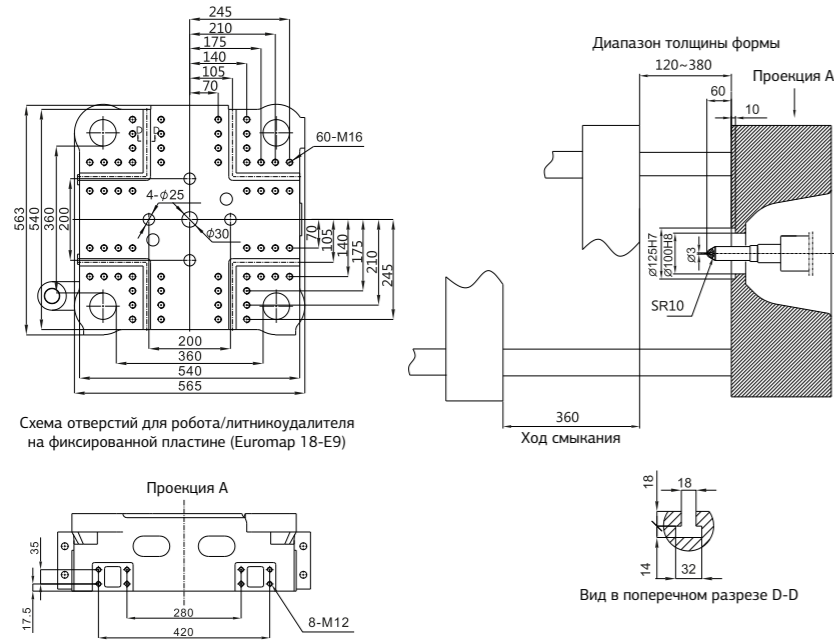 245
210
175
140
105
70
60-M16
4-ϕ25
ϕ30
563
540
360
200
70
105
140
175
210
245
D D
200
360
540
565
Схема отверстий для робота/литникоудалителя
на фиксированной пластине (Euromap 18-E9)
Диапазон толщины формы
120~380
Проекция А
60
10
Ø125H7
Ø100H8
Ø3
SR10
360
Ход смыкания
Проекция А
35
17.5
280
420
8-M12
18
18
14
32
Вид в поперечном разрезе D-D